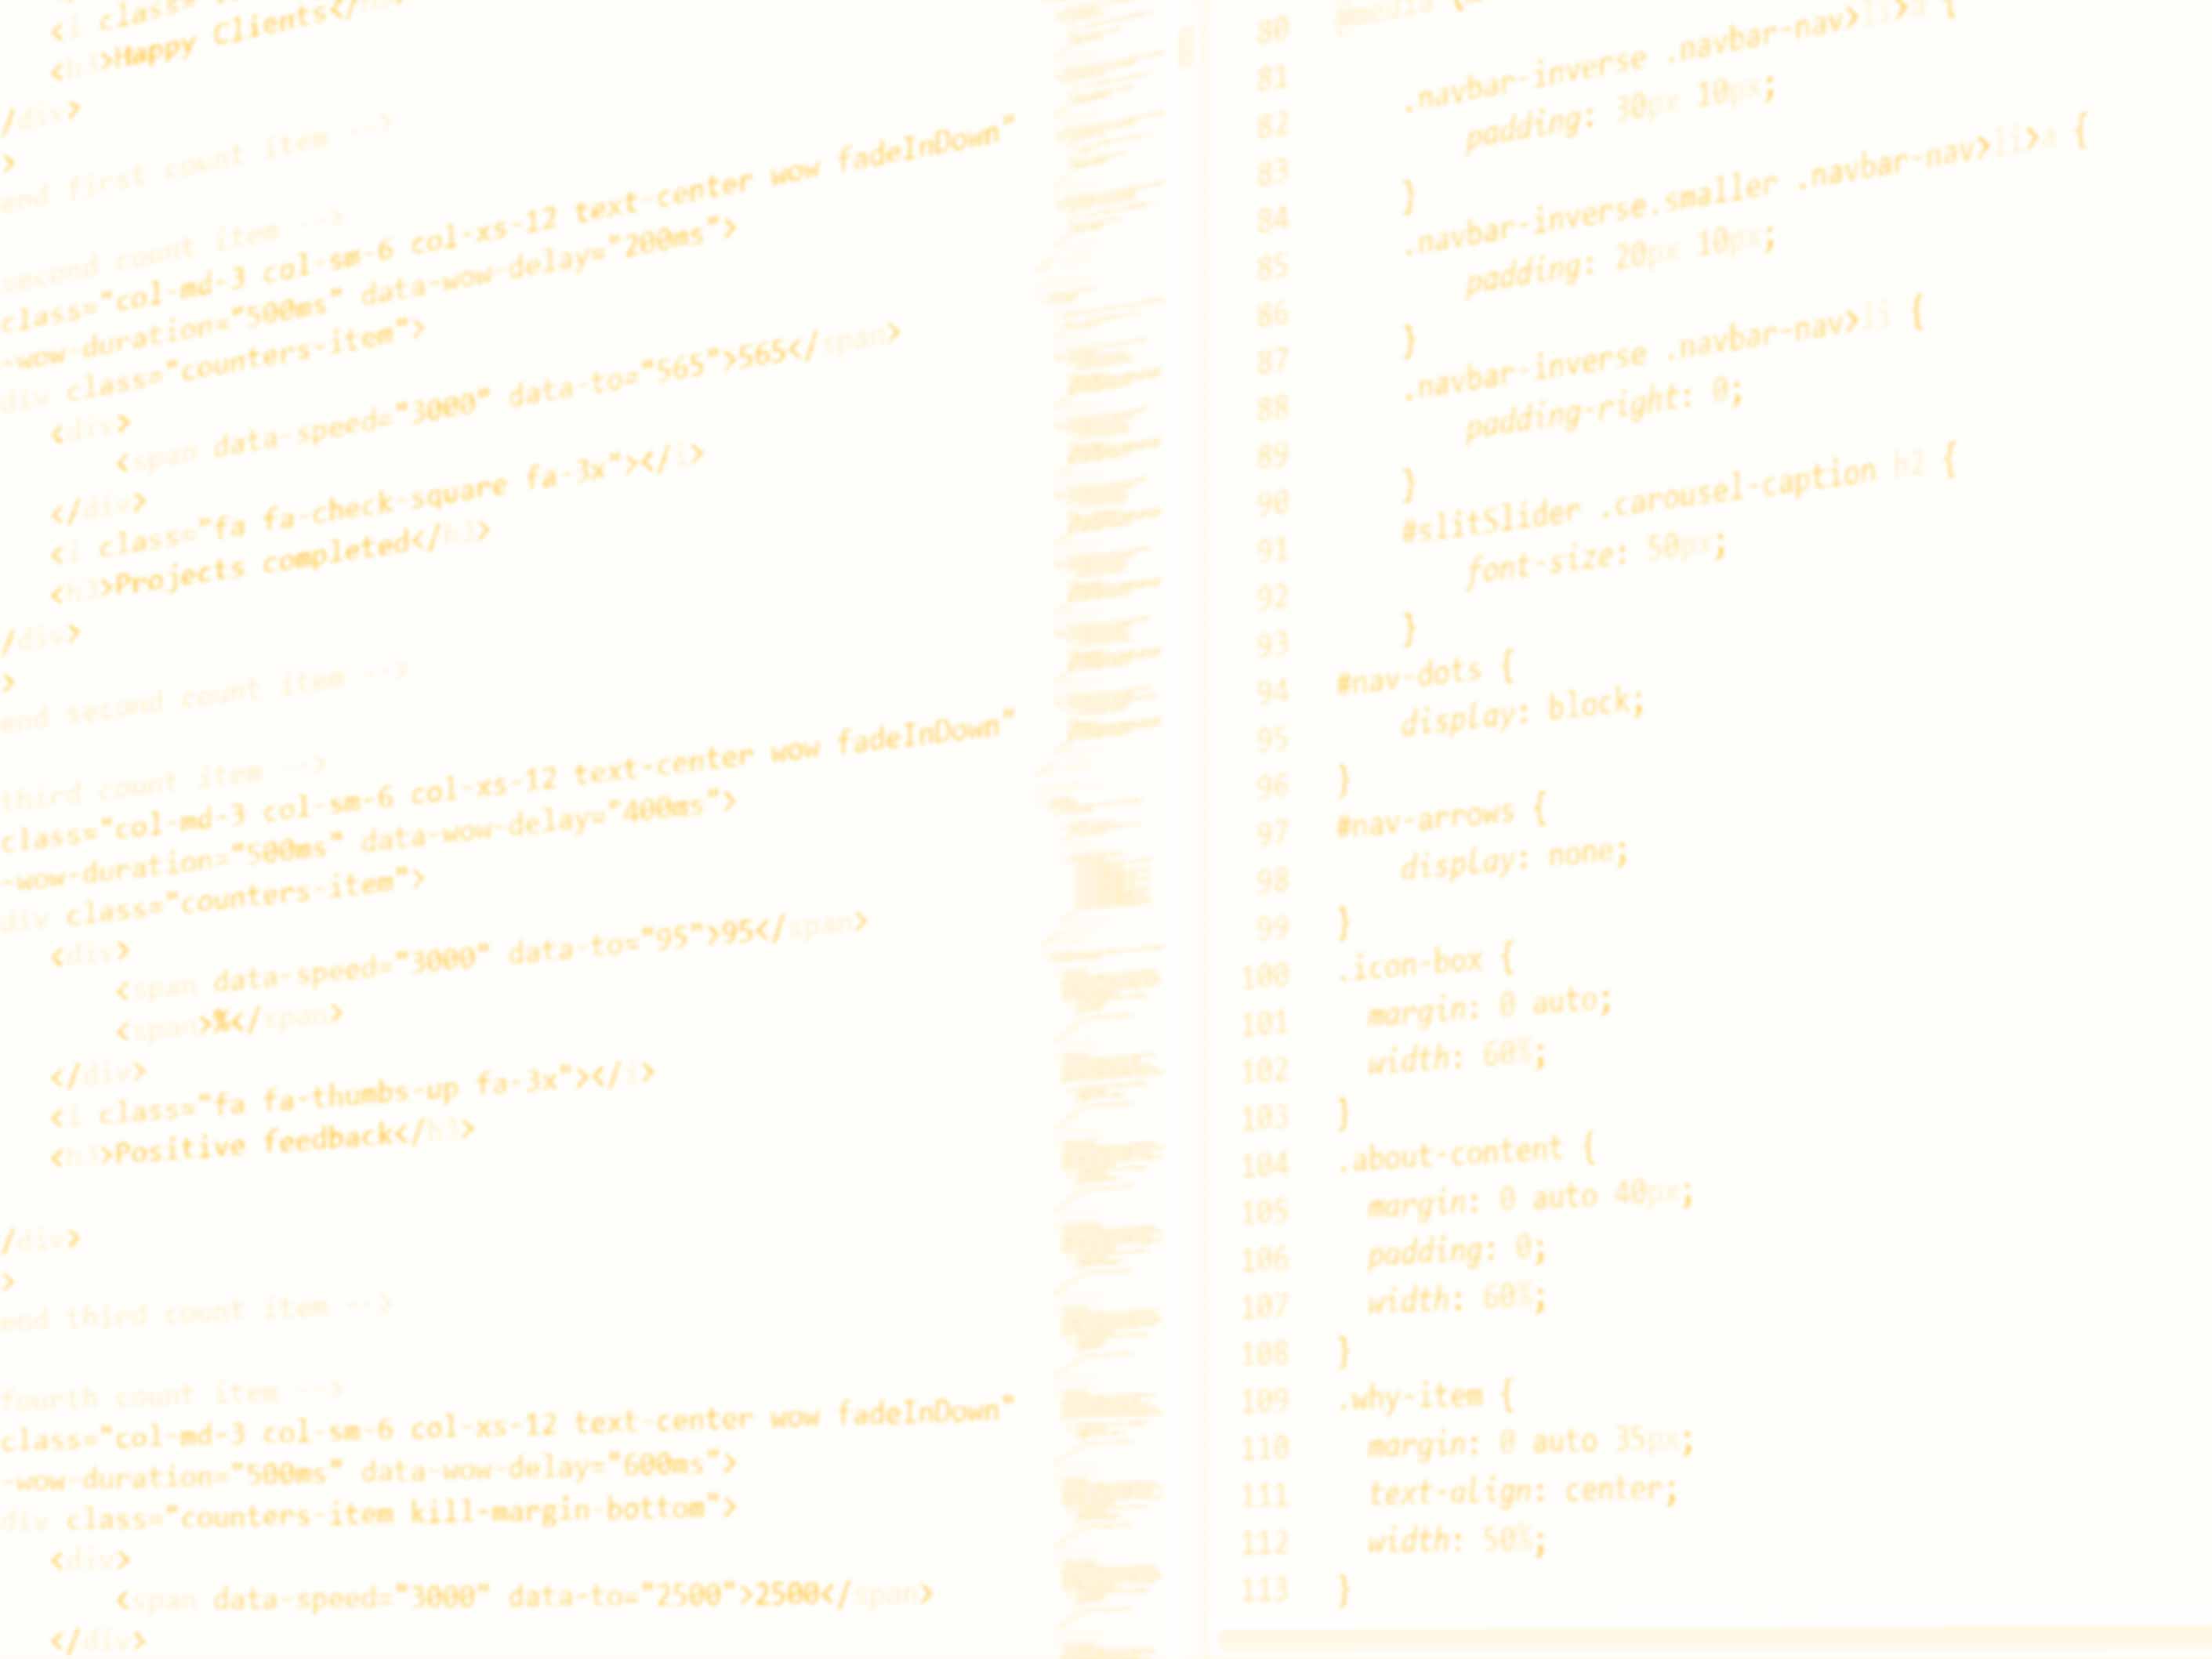 <i class="
<h3>Happy Clients</h3>
/div>
>
end first count item -->
second count item -->
class="col-md-3 col-sm-6 col-xs-12 text-center wow fadeInDown"
-wow-duration="500ms" data-wow-delay="200ms">
div class="counters-item">
<div>
<span data-speed="3000" data-to="565">565</span>
</div>
<i class="fa fa-check-square fa-3x"></i>
<h3>Projects completed</h3>
/div>
>
end second count item -->
third count item -->
class="col-md-3 col-sm-6 col-xs-12 text-center wow fadeInDown"
-wow-duration="500ms" data-wow-delay="400ms">
div class="counters-item">
<div>
<span data-speed="3000" data-to="95">95</span>
<span>%</span>
</div>
<i class="fa fa-thumbs-up fa-3x"></i>
<h3>Positive feedback</h3>
/div>
>
end third count item -->
fourth count item -->
class="col-md-3 col-sm-6 col-xs-12 text-center wow fadeInDown"
-wow-duration="500ms" data-wow-delay="600ms">
div class="counters-item kill-margin-bottom">
<div>
<span data-speed="3000" data-to="2500">2500</span>
</div>
80 @media
81 .navbar-inverse .navbar-nav>li>a {
82 padding: 30px 10px;
83 }
84 .navbar-inverse.smaller .navbar-nav>li>a {
85 padding: 20px 10px;
86 }
87 .navbar-inverse .navbar-nav>li {
88 padding-right: 0;
89 }
90 #slitSlider .carousel-caption h2 {
91 font-size: 50px;
92 }
93 #nav-dots {
94 display: block;
95 }
96 #nav-arrows {
97 display: none;
98 }
99 .icon-box {
100 margin: 0 auto;
101 width: 60%;
102 }
103 .about-content {
104 margin: 0 auto 40px;
105 padding: 0;
106 width: 60%;
107 }
108 .why-item {
109 margin: 0 auto 35px;
110 text-align: center;
111 width: 50%;
112 }
113